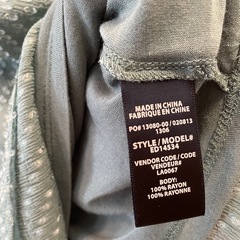 MADE IN CHINA
FABRIQUE EN CHINE
PO# 13080-00 / 020813
1306
STYLE / MODEL#
ED14534
VENDOR CODE / CODE
VENDEUR#
LA0067
BODY:
100% RAYON
100% RAYONNE